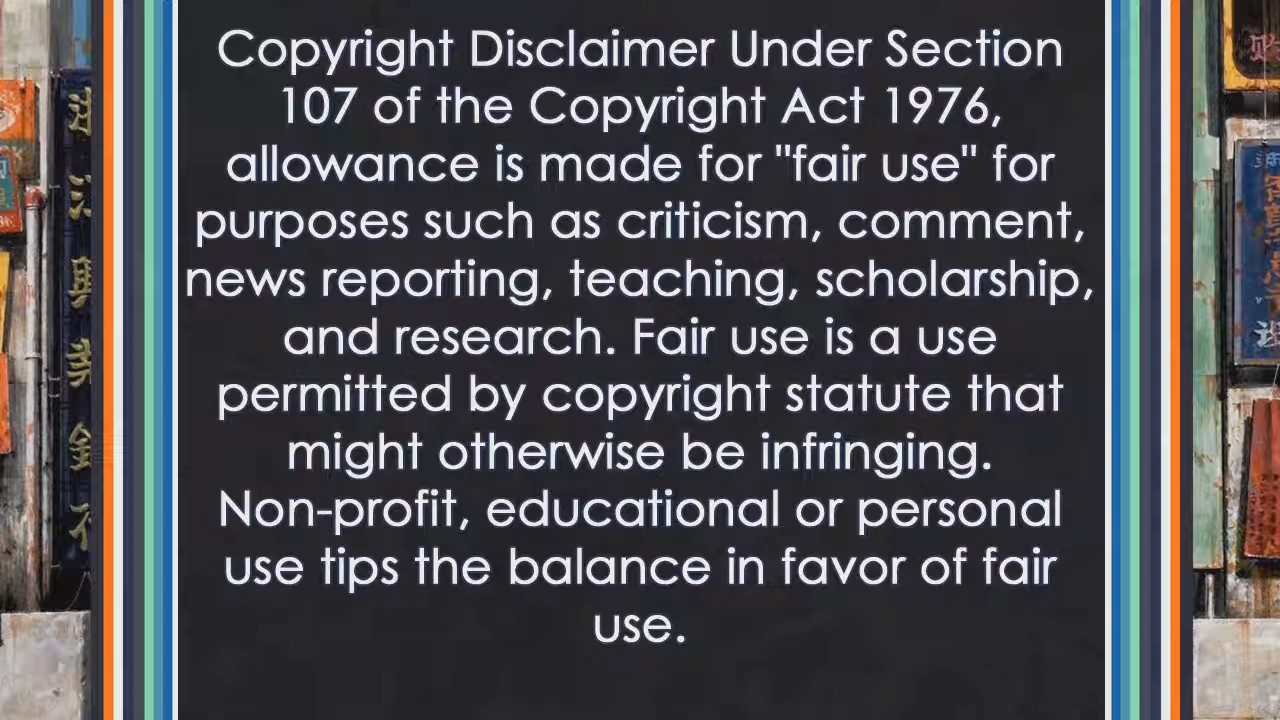 Copyright Disclaimer Under Section
107 of the Copyright Act 1976,
allowance is made for "fair use" for
purposes such as criticism, comment,
news reporting, teaching, scholarship,
and research. Fair use is a use
permitted by copyright statute that
might otherwise be infringing.
Non-profit, educational or personal
use tips the balance in favor of fair
use.